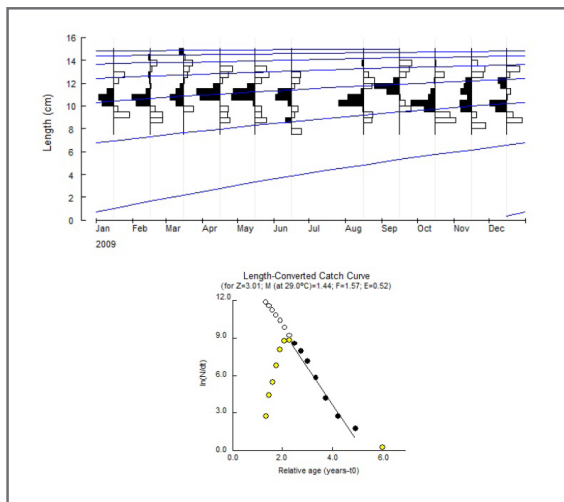 16
14
12
10
8
6
4
2
0
Length (cm)
Jan Feb Mar Apr May Jun Jul Aug Sep Oct Nov Dec
2009
Length-Converted Catch Curve
(for Z=3.01; M (at 29.0ºC)=1.44; F=1.57; E=0.52)
12.0
9.0
6.0
3.0
0.0
ln(N/dt)
0.0 2.0 4.0 6.0
Relative age (years-t0)